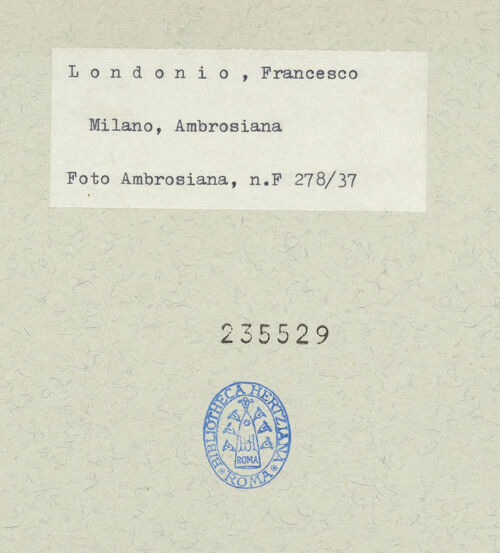 L o n d o n i o , Francesco
Milano, Ambrosiana
Foto Ambrosiana, n.F 278/37
235529
BIBLIOTHECA HERTZIANA
ROMA
ROMA